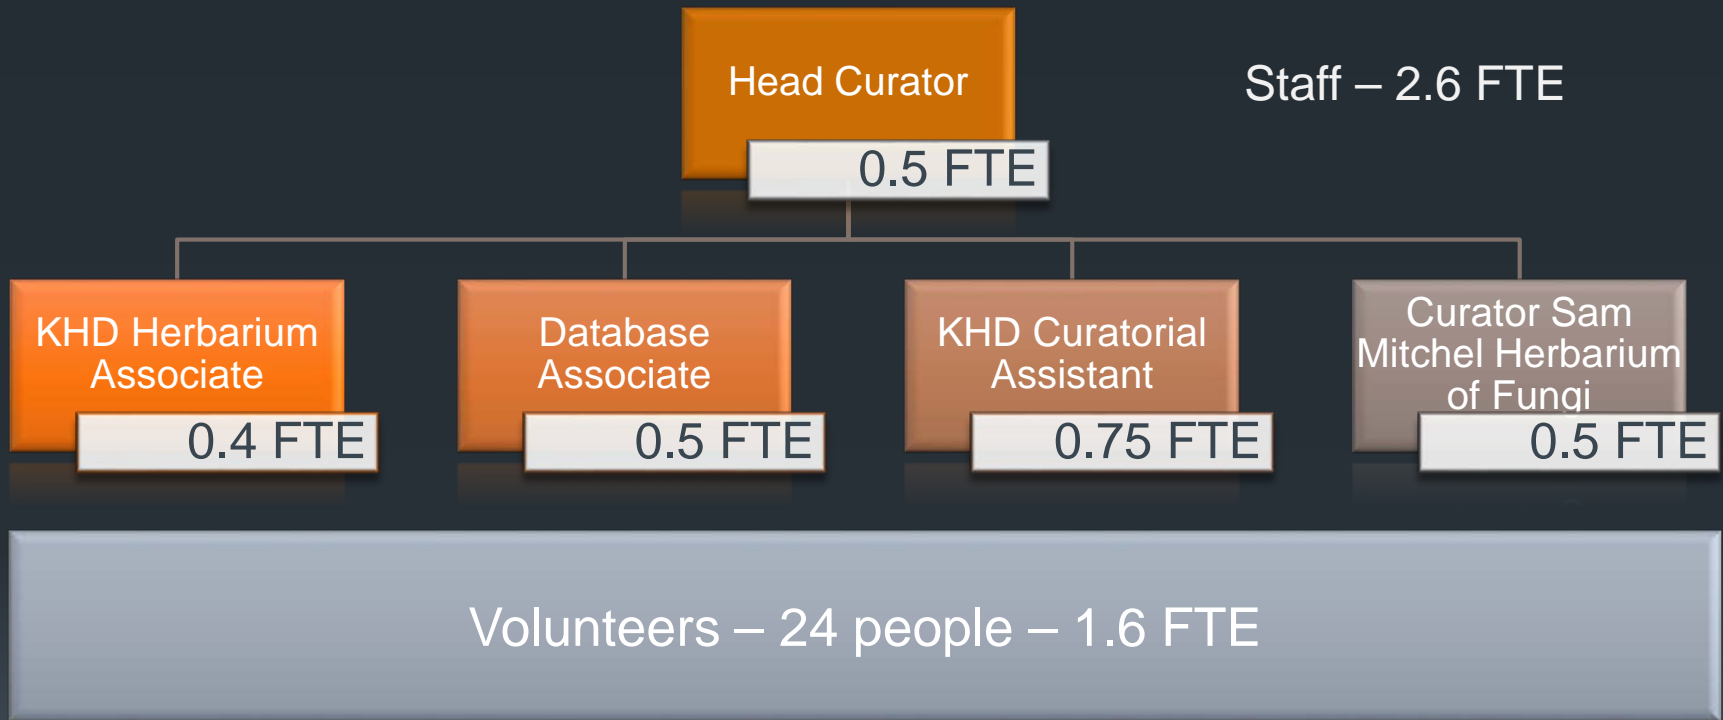 Head Curator
Staff – 2.6 FTE
0.5 FTE
KHD Herbarium
Associate
0.4 FTE
Database
Associate
0.5 FTE
KHD Curatorial
Assistant
0.75 FTE
Curator Sam
Mitchel Herbarium
of Fungi
0.5 FTE
Volunteers – 24 people – 1.6 FTE